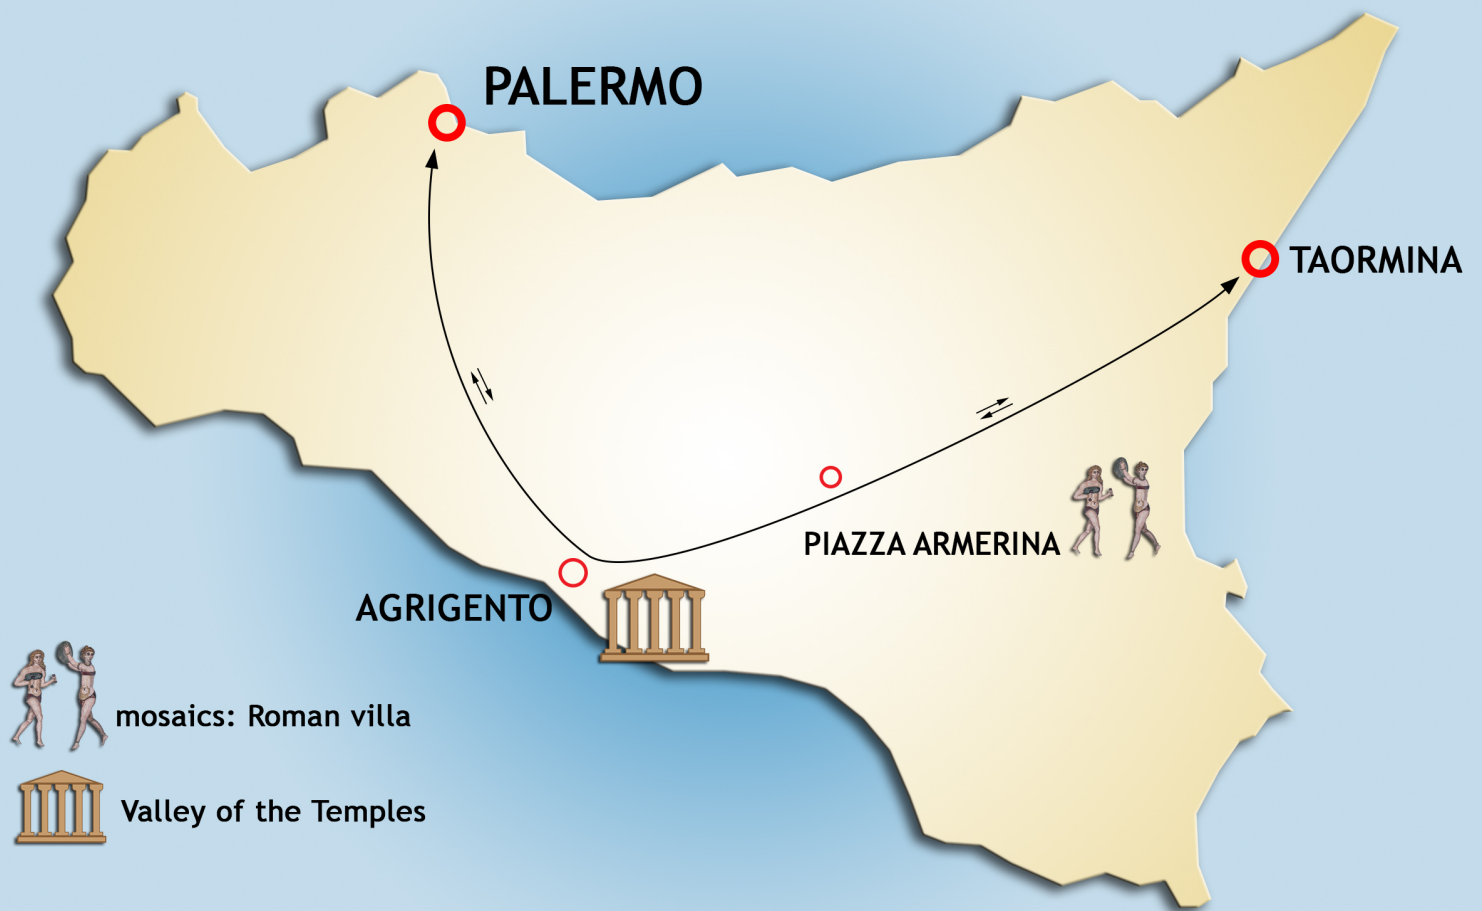 PALERMO
TAORMINA
PIAZZA ARMERINA
AGRIGENTO
mosaics: Roman villa
Valley of the Temples